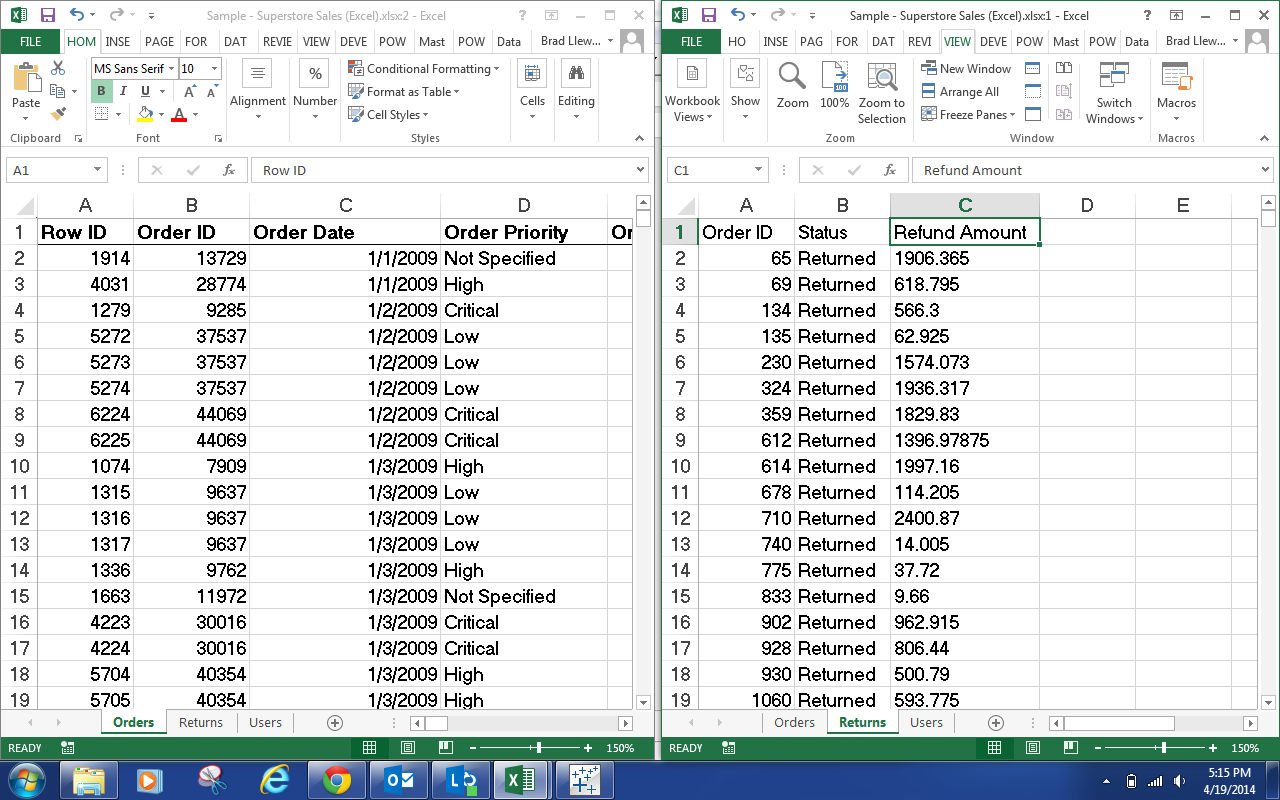 Sample - Superstore Sales (Excel).xlsx:2 - Excel
FILE HOM INSE PAGE FOR DAT REVIE VIEW DEVE POW Mast POW Data Brad Llew...
MS Sans Serif 10
Paste
B I U A A
A
Clipboard
Font
Alignment
%
Number
Conditional Formatting
Format as Table
Cell Styles
Styles
Cells
Editing
A1 fx Row ID
A B C D
1 Row ID Order ID Order Date Order Priority Or
2 1914 13729 1/1/2009 Not Specified
3 4031 28774 1/1/2009 High
4 1279 9285 1/2/2009 Critical
5 5272 37537 1/2/2009 Low
6 5273 37537 1/2/2009 Low
7 5274 37537 1/2/2009 Low
8 6224 44069 1/2/2009 Critical
9 6225 44069 1/2/2009 Critical
10 1074 7909 1/3/2009 High
11 1315 9637 1/3/2009 Low
12 1316 9637 1/3/2009 Low
13 1317 9637 1/3/2009 Low
14 1336 9762 1/3/2009 High
15 1663 11972 1/3/2009 Not Specified
16 4223 30016 1/3/2009 Critical
17 4224 30016 1/3/2009 Critical
18 5704 40354 1/3/2009 High
19 5705 40354 1/3/2009 High
Orders Returns Users
READY 150%
Sample - Superstore Sales (Excel).xlsx:1 - Excel
FILE HO INSE PAG FOR DAT REVI VIEW DEVE POW Mast POW Data Brad Llew...
Workbook
Views
Show
Zoom
100%
100
Zoom to
Selection
Zoom
New Window
Arrange All
Freeze Panes
Switch
Windows
Window
Macros
Macros
C1 fx Refund Amount
A B C D E
1 Order ID Status Refund Amount
2 65 Returned 1906.365
3 69 Returned 618.795
4 134 Returned 566.3
5 135 Returned 62.925
6 230 Returned 1574.073
7 324 Returned 1936.317
8 359 Returned 1829.83
9 612 Returned 1396.97875
10 614 Returned 1997.16
11 678 Returned 114.205
12 710 Returned 2400.87
13 740 Returned 14.005
14 775 Returned 37.72
15 833 Returned 9.66
16 902 Returned 962.915
17 928 Returned 806.44
18 930 Returned 500.79
19 1060 Returned 593.775
Orders Returns Users
READY 150%
5:15 PM
4/19/2014